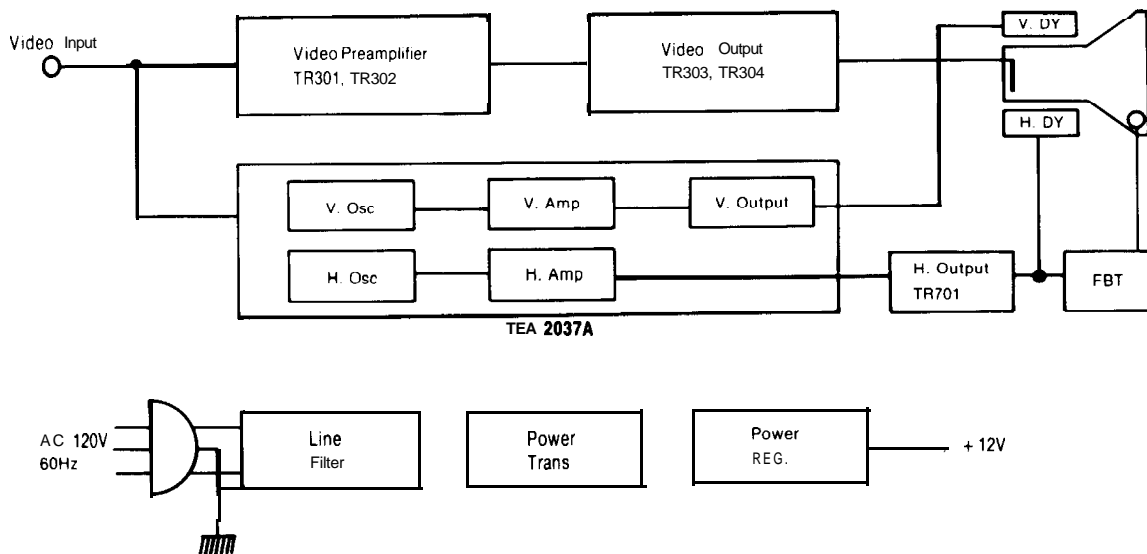 Video Input
Video Preamplifier
TR301, TR302
Video Output
TR303, TR304
V. DY
H. DY
V. Osc
V. Amp
V. Output
H. Osc
H. Amp
H. Output
TR701
FBT
TEA 2037A
AC 120V
60Hz
Line
Filter
Power
Trans
Power
REG.
+ 12V